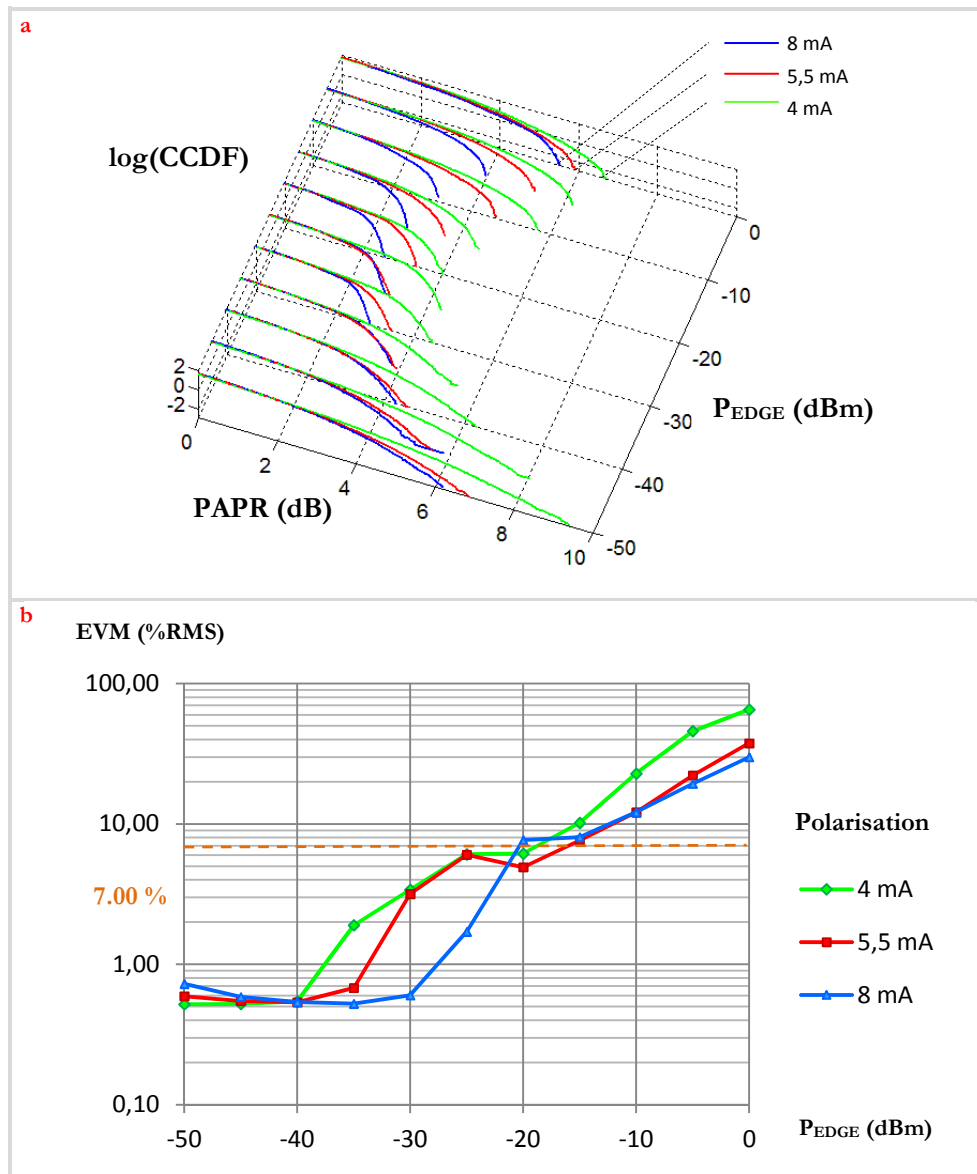 a
8 mA
5,5 mA
4 mA
log(CCDF)
2
0
-2
0
2
4
6
8
10
PAPR (dB)
0
-10
-20
-30
-40
-50
PEDGE (dBm)
b
EVM (%RMS)
100,00
10,00
7.00 %
1,00
0,10
-50
-40
-30
-20
-10
0
PEDGE (dBm)
Polarisation
4 mA
5,5 mA
8 mA